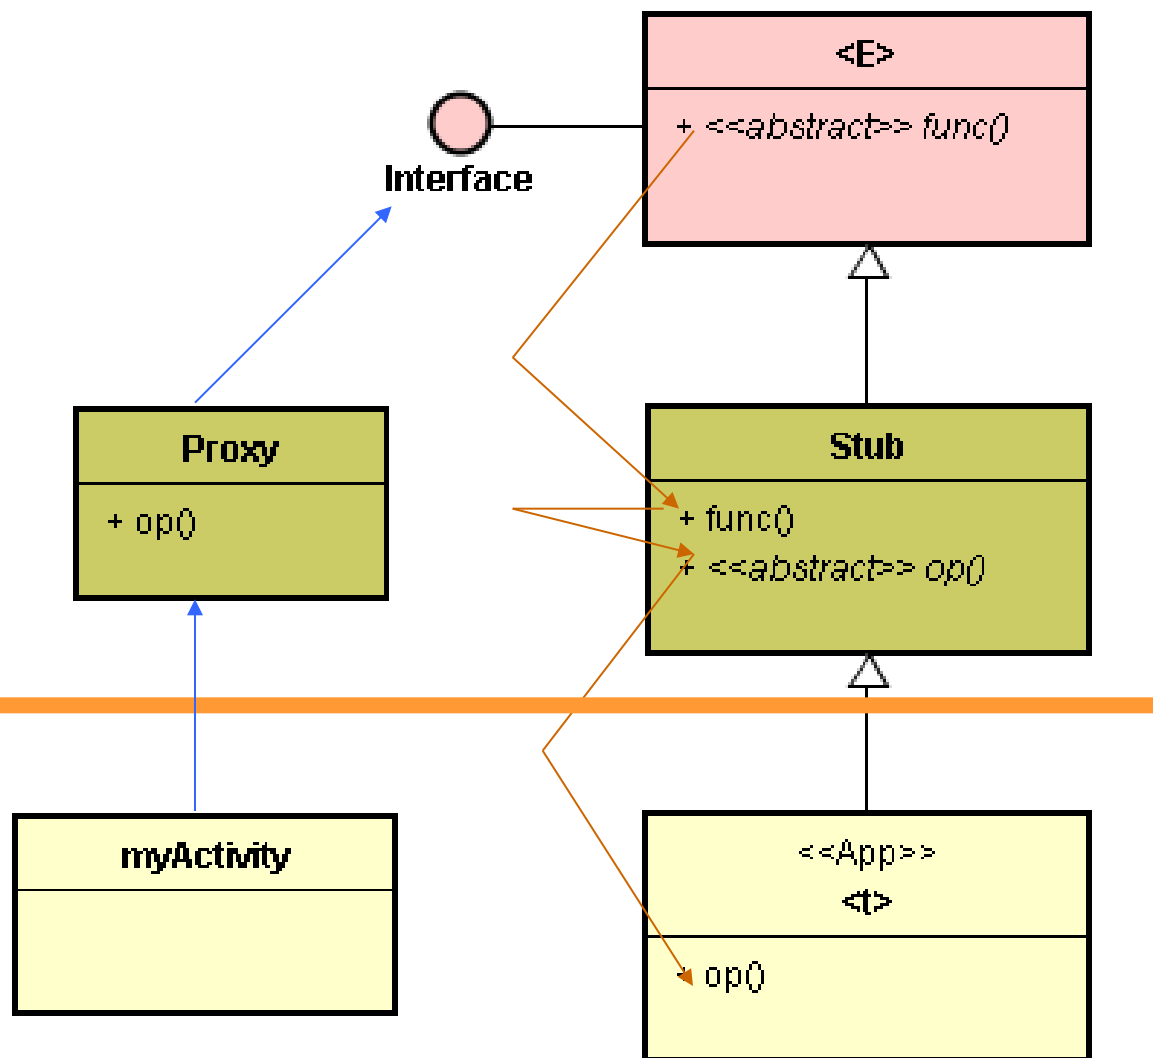 <E>
+ <<abstract>> func()
Interface
Proxy
+ op()
Stub
+ func()
+ <<abstract>> op()
myActivity
<<App>>
<t>
+ op()